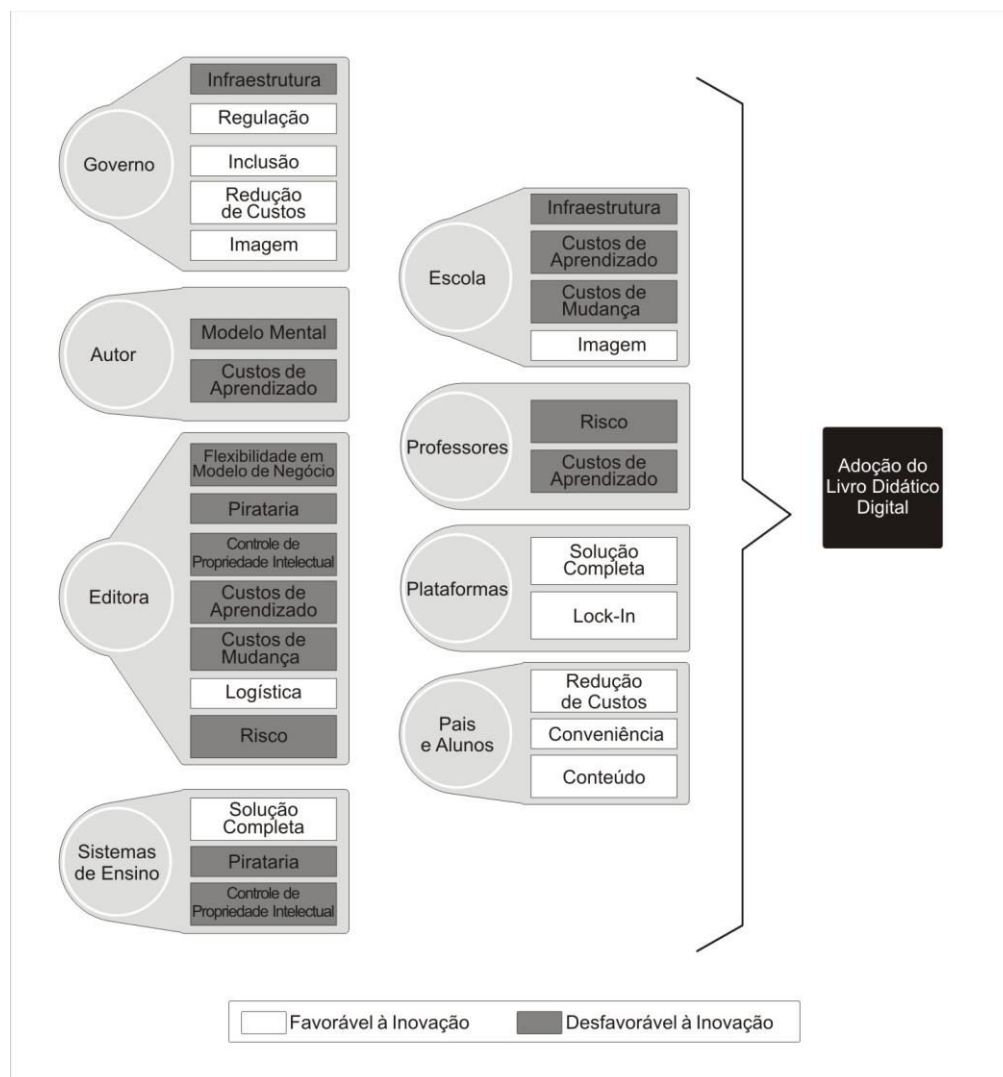 Governo
Infraestrutura
Regulação
Inclusão
Redução
de Custos
Imagem
Autor
Modelo Mental
Custos de
Aprendizado
Editora
Flexibilidade em
Modelo de Negócio
Pirataria
Controle de
Propriedade Intelectual
Custos de
Aprendizado
Custos de
Mudança
Logística
Risco
Sistemas
de Ensino
Solução
Completa
Pirataria
Controle de
Propriedade Intelectual
Escola
Infraestrutura
Custos de
Aprendizado
Custos de
Mudança
Imagem
Professores
Risco
Custos de
Aprendizado
Plataformas
Solução
Completa
Lock-In
Pais
e Alunos
Redução
de Custos
Conveniência
Conteúdo
Adoção do
Livro Didático
Digital
Favorável à Inovação
Desfavorável à Inovação